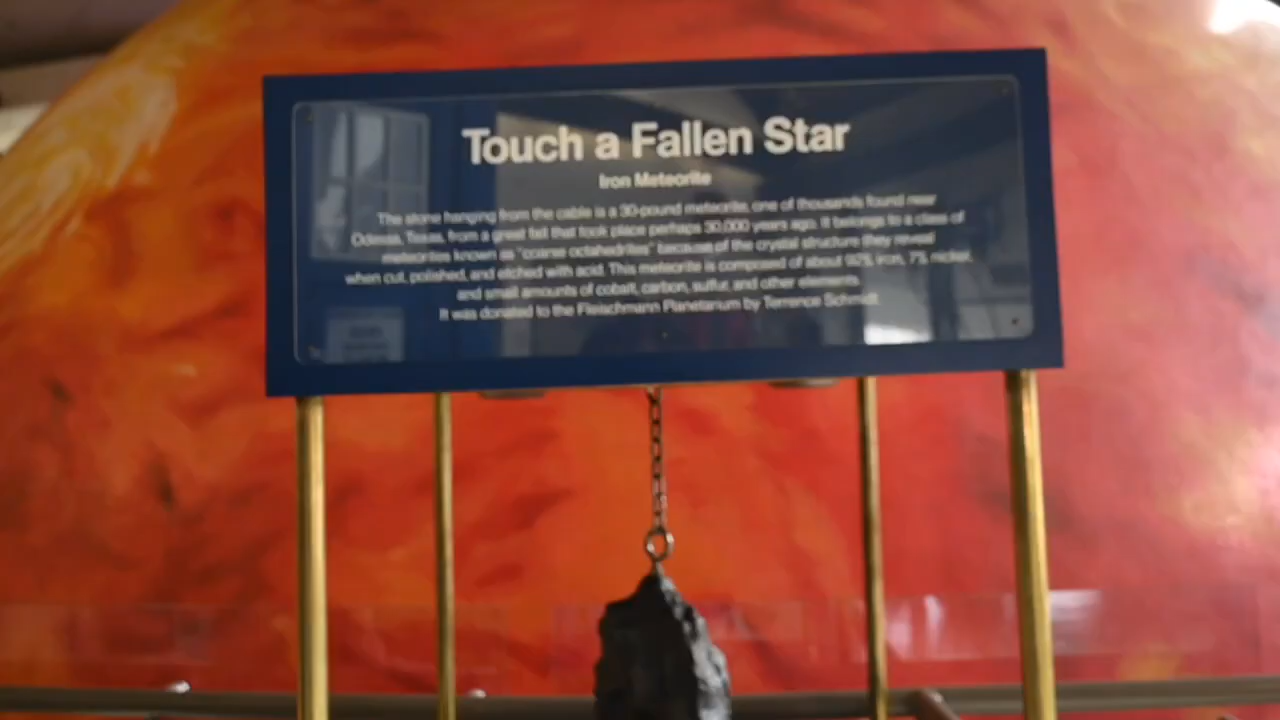 Touch a Fallen Star
Iron Meteorite
The stone hanging from the cable is a 30-pound meteorite, one of thousands found near
Odessa, Texas, from a great fall that took place perhaps 30,000 years ago. It belongs to a class of
meteorites known as "coarse octahedrites" because of the crystal structure they reveal
when cut, polished, and etched with acid. This meteorite is composed of about 92% iron, 7% nickel,
and small amounts of cobalt, carbon, sulfur, and other elements.
It was donated to the Fleischmann Planetarium by Terrence Schmidt